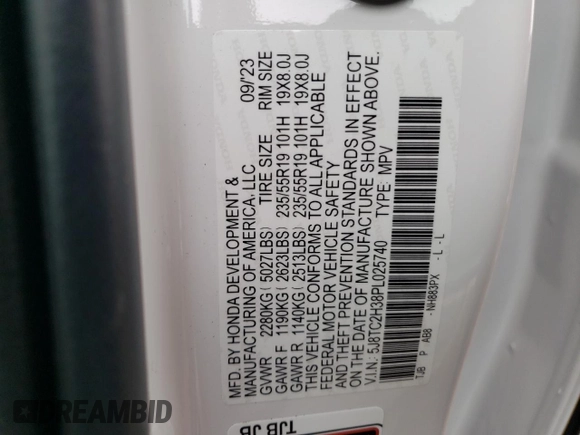 MFD. BY HONDA DEVELOPMENT &
MANUFACTURING OF AMERICA, LLC 09/'23
GVWR 2280KG( 5027LBS) TIRE SIZE RIM SIZE
GAWR F 1190KG( 2623LBS) 235/55R19 101H 19X8.0J
GAWR R 1140KG( 2513LBS) 235/55R19 101H 19X8.0J
THIS VEHICLE CONFORMS TO ALL APPLICABLE
FEDERAL MOTOR VEHICLE SAFETY
AND THEFT PREVENTION STANDARDS IN EFFECT
ON THE DATE OF MANUFACTURE SHOWN ABOVE.
V.I.N.: 5J8TC2H38PL025740 TYPE: MPV
TJB P AB8 - NH883PX - L - L
TJB JB
DREAMBID